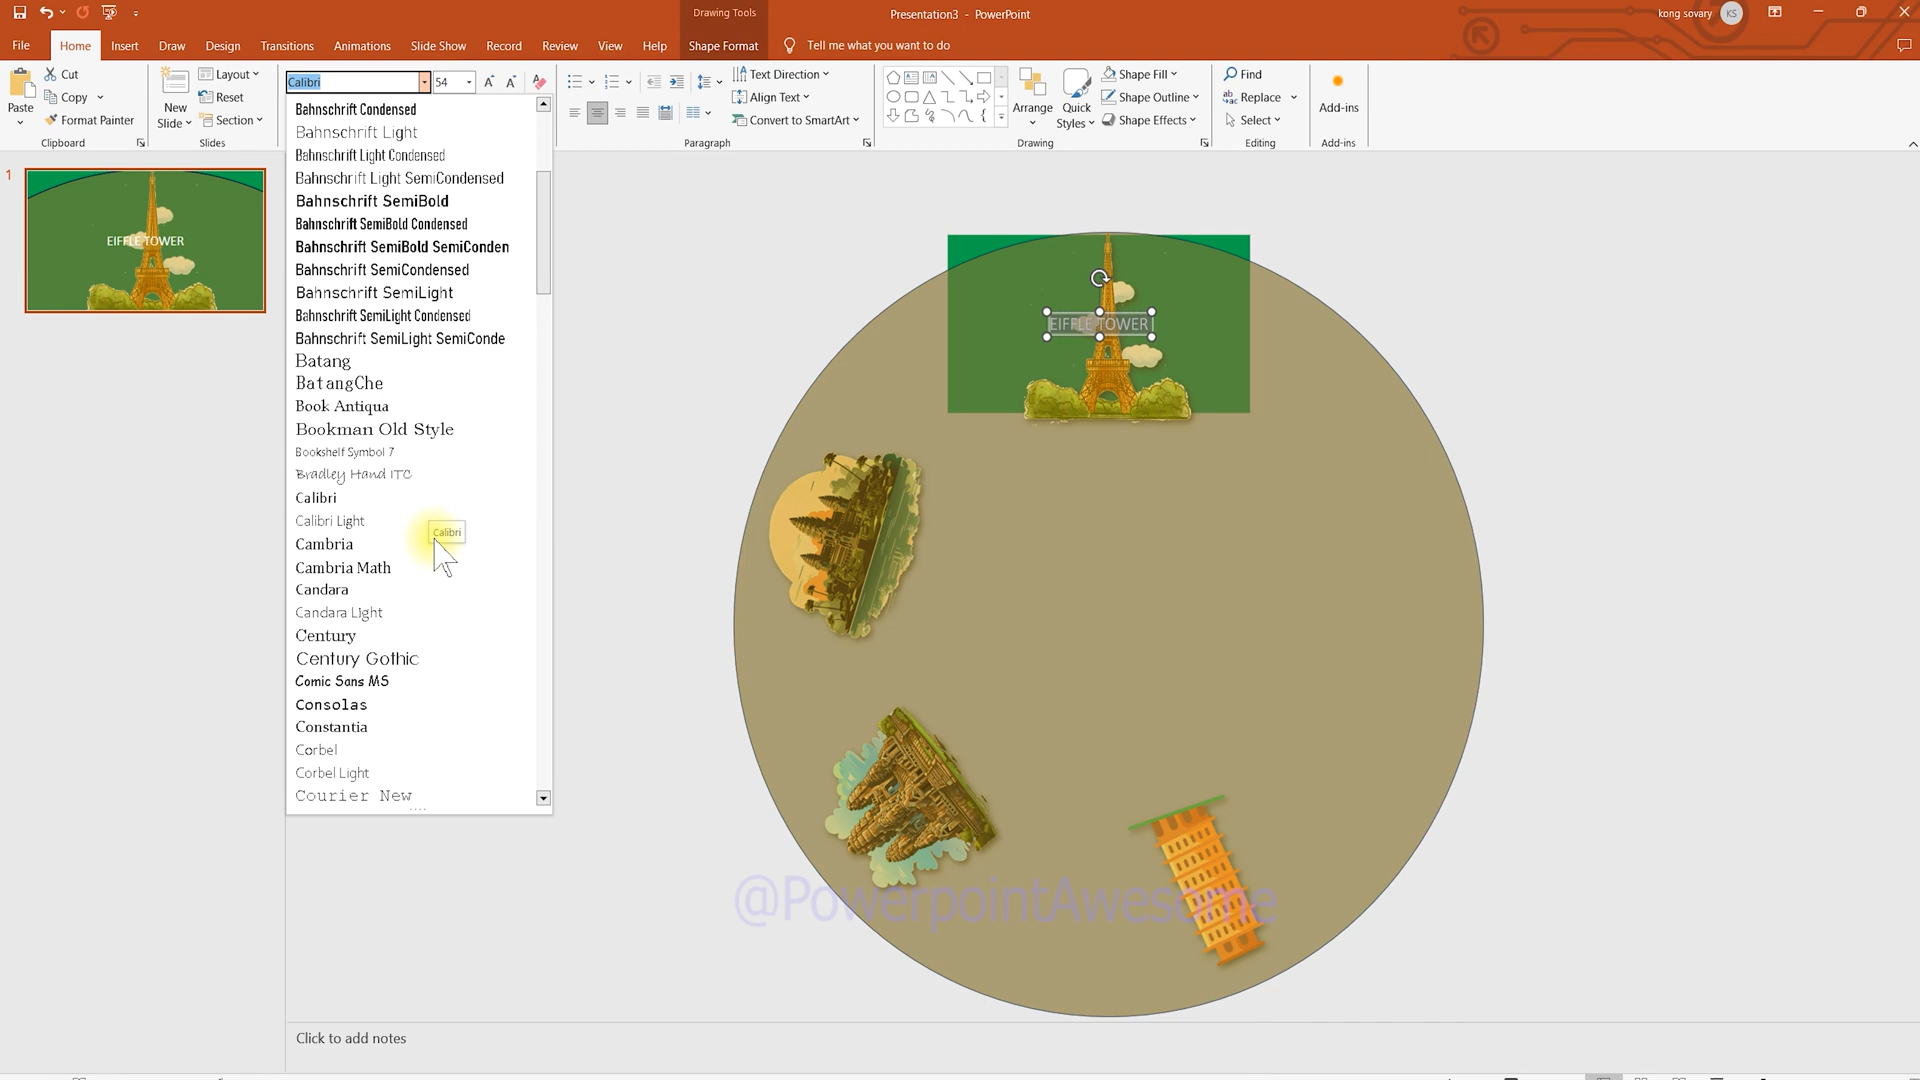 Drawing Tools
Presentation3 - PowerPoint
kong sovary
KS
File
Home
Insert
Draw
Design
Transitions
Animations
Slide Show
Record
Review
View
Help
Shape Format
Tell me what you want to do
Paste
Cut
Copy
Format Painter
Clipboard
New
Slide
Layout
Reset
Section
Slides
Calibri
54
Text Direction
Align Text
Convert to SmartArt
Paragraph
Arrange
Quick
Styles
Shape Fill
Shape Outline
Shape Effects
Drawing
Find
Replace
Select
Editing
Add-ins
Add-ins
Bahnschrift Condensed
Bahnschrift Light
Bahnschrift Light Condensed
Bahnschrift Light SemiCondensed
Bahnschrift SemiBold
Bahnschrift SemiBold Condensed
Bahnschrift SemiBold SemiConden
Bahnschrift SemiCondensed
Bahnschrift SemiLight
Bahnschrift SemiLight Condensed
Bahnschrift SemiLight SemiConde
Batang
BatangChe
Book Antiqua
Bookman Old Style
Bookshelf Symbol 7
Bradley Hand ITC
Calibri
Calibri Light
Cambria
Cambria Math
Candara
Candara Light
Century
Century Gothic
Comic Sans MS
Consolas
Constantia
Corbel
Corbel Light
Courier New
Calibri
1
EIFFLE TOWER
EIFFLE TOWER
@PowerpointAwesome
Click to add notes